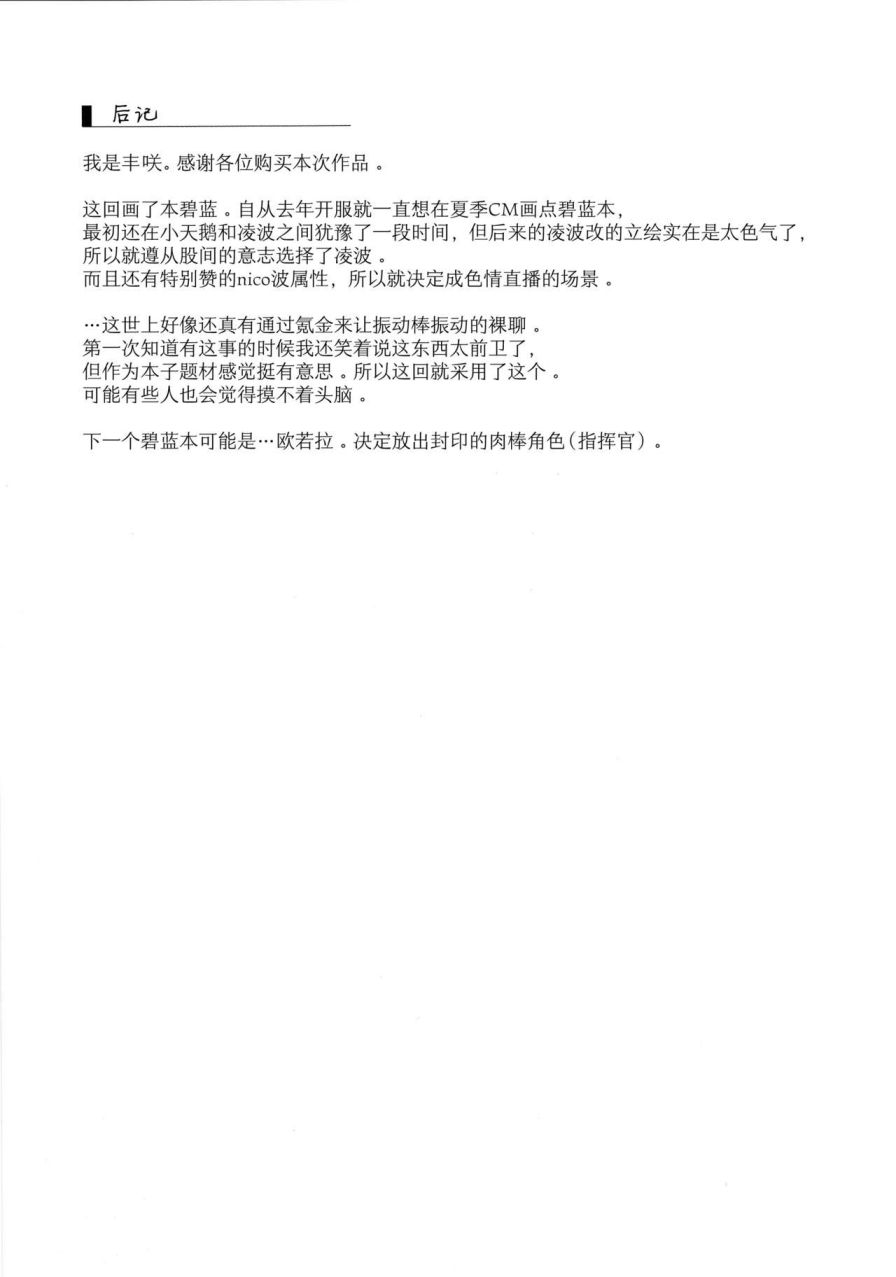 后记
我是丰咲。感谢各位购买本次作品。
这回画了本碧蓝。自从去年开服就一直想在夏季CM画点碧蓝本，
最初还在小天鹅和凌波之间犹豫了一段时间，但后来的凌波改的立绘实在是太色气了，
所以就遵从股间的意志选择了凌波。
而且还有特别赞的nico波属性，所以就决定成色情直播的场景。
…这世上好像还真有通过氪金来让振动棒振动的裸聊。
第一次知道有这事的时候我还笑着说这东西太前卫了，
但作为本子题材感觉挺有意思。所以这回就采用了这个。
可能有些人也会觉得摸不着头脑。
下一个碧蓝本可能是…欧若拉。决定放出封印的肉棒角色（指挥官）。